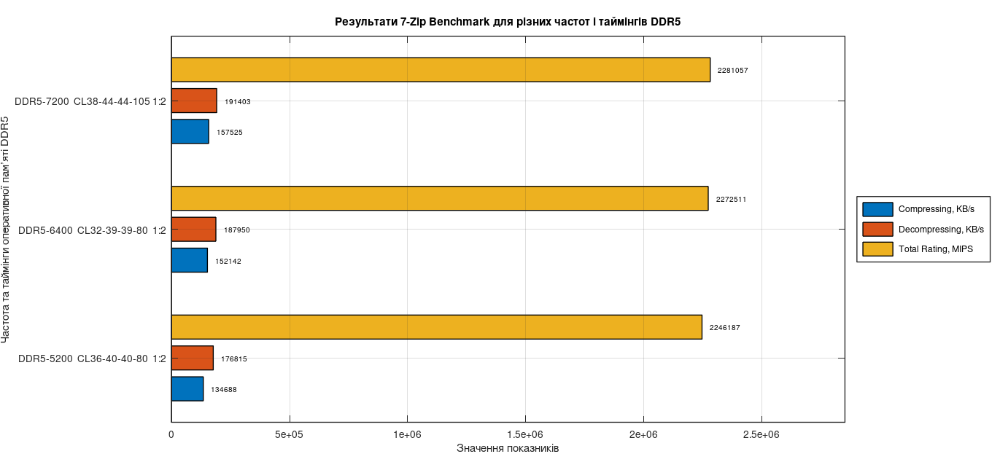 Результати 7-Zip Benchmark для різних частот і таймінгів DDR5
Частота та таймінги оперативної пам'яті DDR5
DDR5-7200 CL38-44-44-105 1:2
2281057
191403
157525
DDR5-6400 CL32-39-39-80 1:2
2272511
187950
152142
DDR5-5200 CL36-40-40-80 1:2
2246187
176815
134688
0 5e+05 1e+06 1.5e+06 2e+06 2.5e+06
Значення показників
Compressing, KB/s
Decompressing, KB/s
Total Rating, MIPS